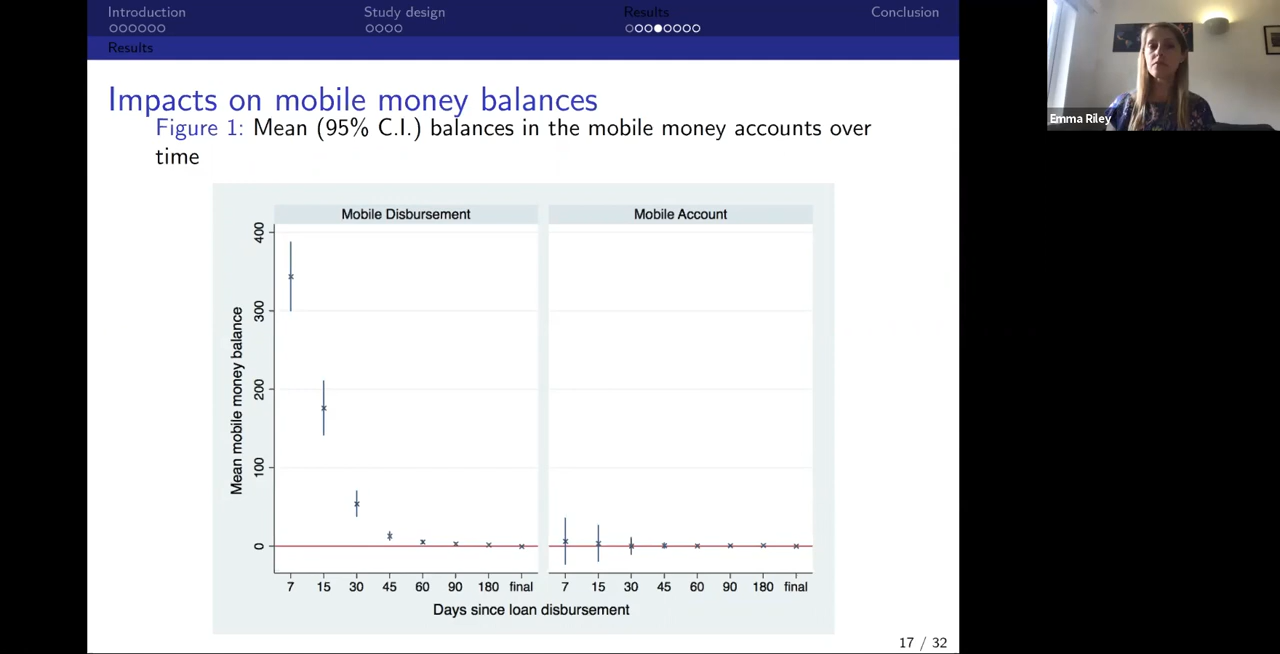 Introduction
Study design
Results
Conclusion
Results
Impacts on mobile money balances
Figure 1: Mean (95% C.I.) balances in the mobile money accounts over
time
Mobile Disbursement
Mobile Account
Mean mobile money balance
400
300
200
100
0
7 15 30 45 60 90 180 final
7 15 30 45 60 90 180 final
Days since loan disbursement
17 / 32
Emma Riley